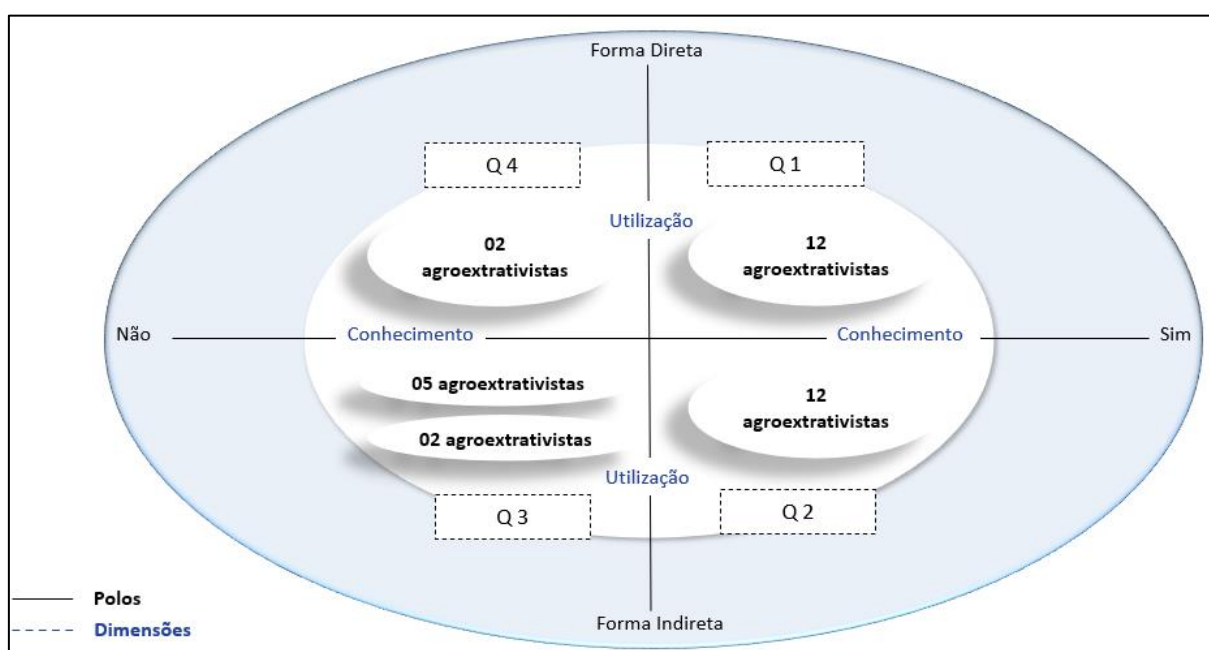 Forma Direta
Q 4
Q 1
Utilização
02
agroextrativistas
12
agroextrativistas
Não
Conhecimento
Conhecimento
Sim
05 agroextrativistas
02 agroextrativistas
12
agroextrativistas
Utilização
Q 3
Q 2
Forma Indireta
Polos
Dimensões